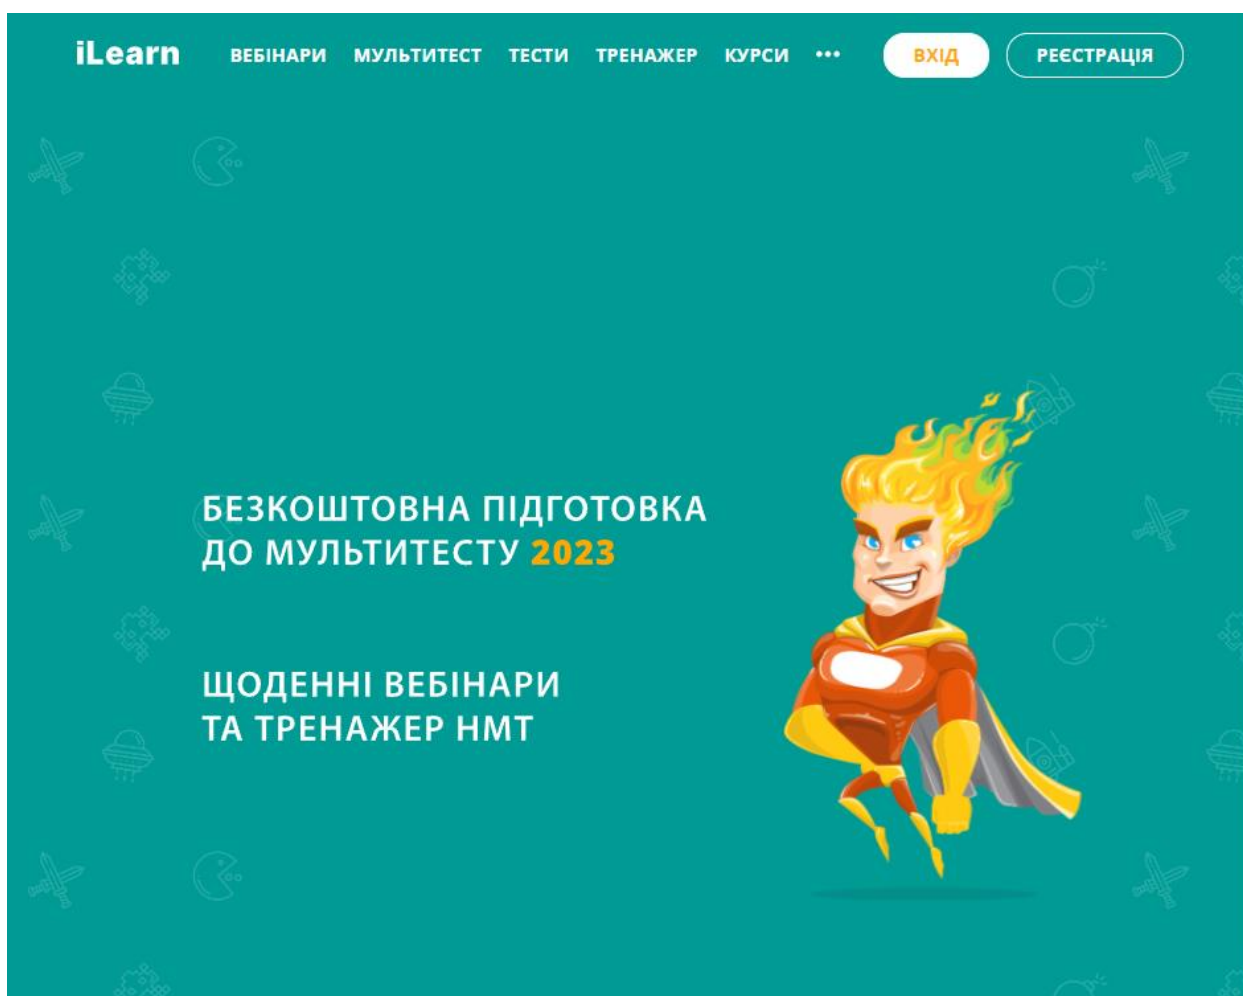 iLearn ВЕБІНАРИ МУЛЬТИТЕСТ ТЕСТИ ТРЕНАЖЕР КУРСИ ••• ВХІД РЕЄСТРАЦІЯ
БЕЗКОШТОВНА ПІДГОТОВКА
ДО МУЛЬТИТЕСТУ 2023
ЩОДЕННІ ВЕБІНАРИ
ТА ТРЕНАЖЕР НМТ